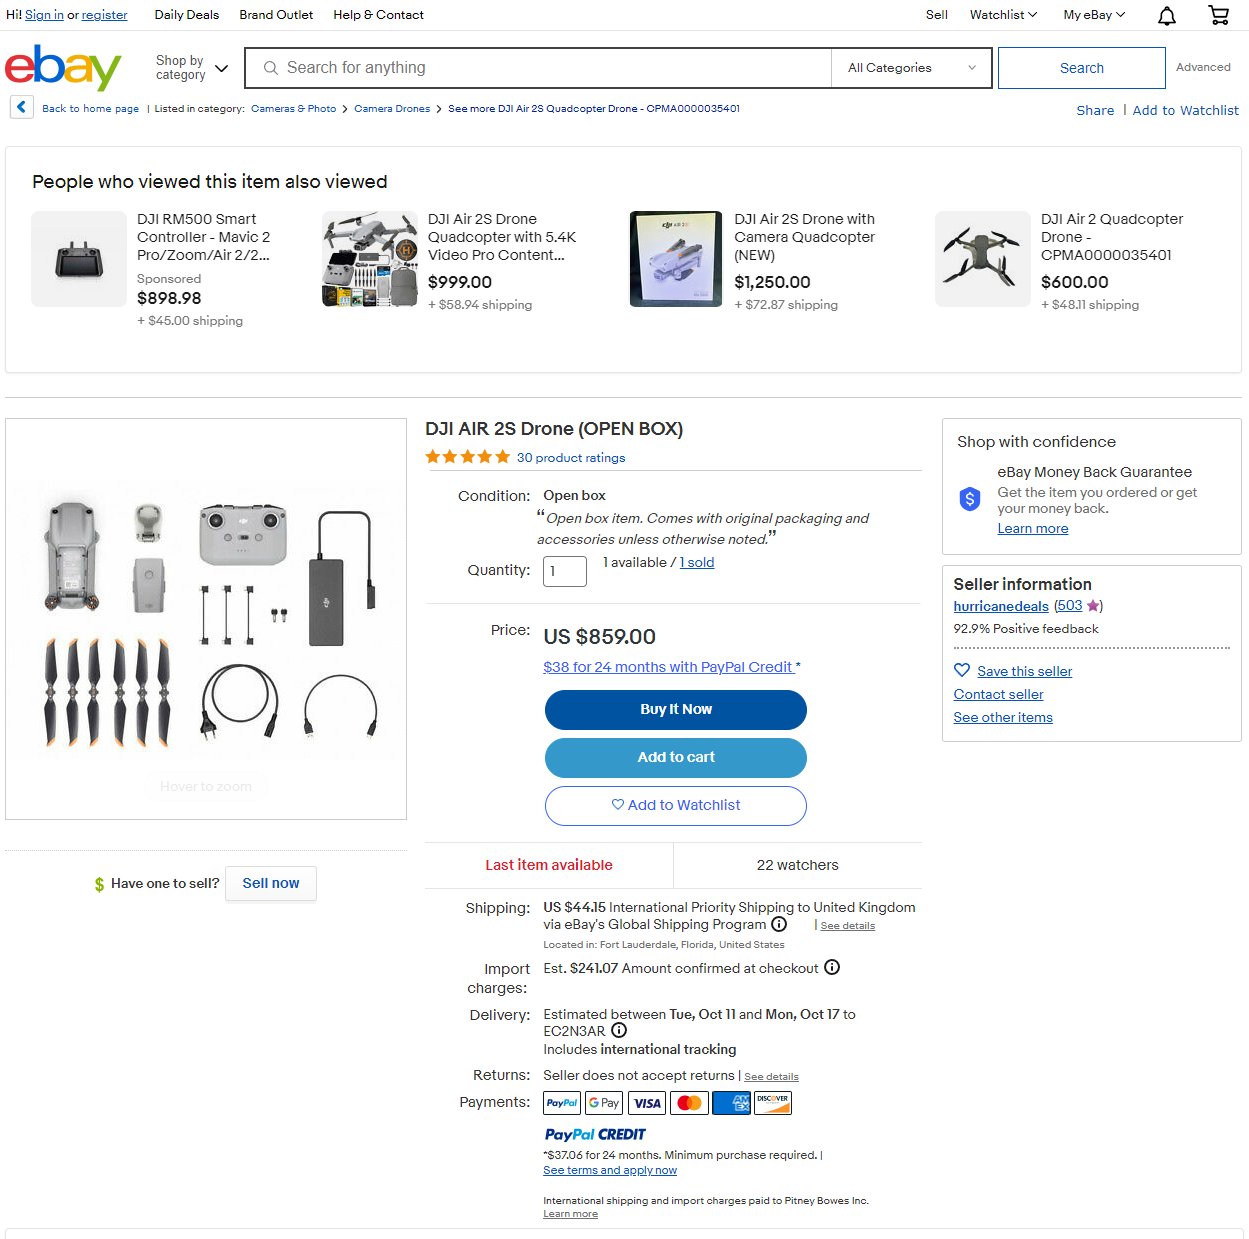 Hi! Sign in or register
Daily Deals
Brand Outlet
Help & Contact
Sell
Watchlist
My eBay
ebay
Shop by
category
Search for anything
All Categories
Search
Advanced
Back to home page | Listed in category: Cameras & Photo > Camera Drones > See more DJI Air 2S Quadcopter Drone - CPMA0000035401
Share | Add to Watchlist
People who viewed this item also viewed
DJI RM500 Smart
Controller - Mavic 2
Pro/Zoom/Air 2/2...
Sponsored
$898.98
+ $45.00 shipping
DJI Air 2S Drone
Quadcopter with 5.4K
Video Pro Content...
$999.00
+ $58.94 shipping
DJI Air 2S Drone with
Camera Quadcopter
(NEW)
$1,250.00
+ $72.87 shipping
DJI Air 2 Quadcopter
Drone -
CPMA0000035401
$600.00
+ $48.11 shipping
Hover to zoom
$ Have one to sell? Sell now
DJI AIR 2S Drone (OPEN BOX)
30 product ratings
Condition: Open box
“Open box item. Comes with original packaging and
accessories unless otherwise noted.”
Quantity: 1
1 available / 1 sold
Price: US $859.00
$38 for 24 months with PayPal Credit *
Buy It Now
Add to cart
Add to Watchlist
Last item available
22 watchers
Shipping: US $44.15 International Priority Shipping to United Kingdom
via eBay's Global Shipping Program | See details
Located in: Fort Lauderdale, Florida, United States
Import
charges:
Est. $241.07 Amount confirmed at checkout
Delivery: Estimated between Tue, Oct 11 and Mon, Oct 17 to
EC2N3AR
Includes international tracking
Returns: Seller does not accept returns | See details
Payments: PayPal G Pay VISA AMEX DISCOVER
PayPal CREDIT
*$37.06 for 24 months. Minimum purchase required. |
See terms and apply now
International shipping and import charges paid to Pitney Bowes Inc.
Learn more
Shop with confidence
eBay Money Back Guarantee
Get the item you ordered or get
your money back.
Learn more
Seller information
hurricanedeals (503)
92.9% Positive feedback
Save this seller
Contact seller
See other items